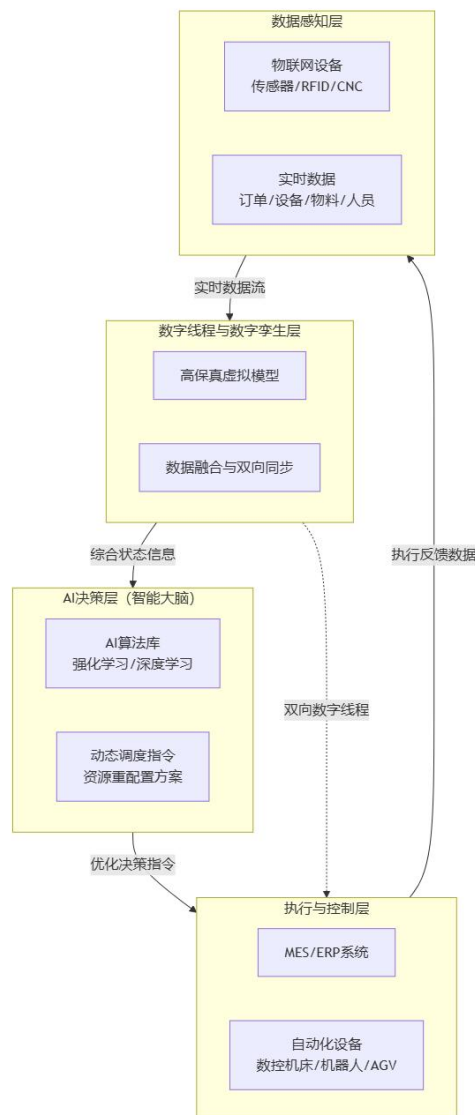 数据感知层
物联网设备
传感器/RFID/CNC
实时数据
订单/设备/物料/人员
实时数据流
数字线程与数字孪生层
高保真虚拟模型
数据融合与双向同步
综合状态信息
执行反馈数据
AI决策层（智能大脑）
AI算法库
强化学习/深度学习
双向数字线程
动态调度指令
资源重配置方案
优化决策指令
执行与控制层
MES/ERP系统
自动化设备
数控机床/机器人/AGV